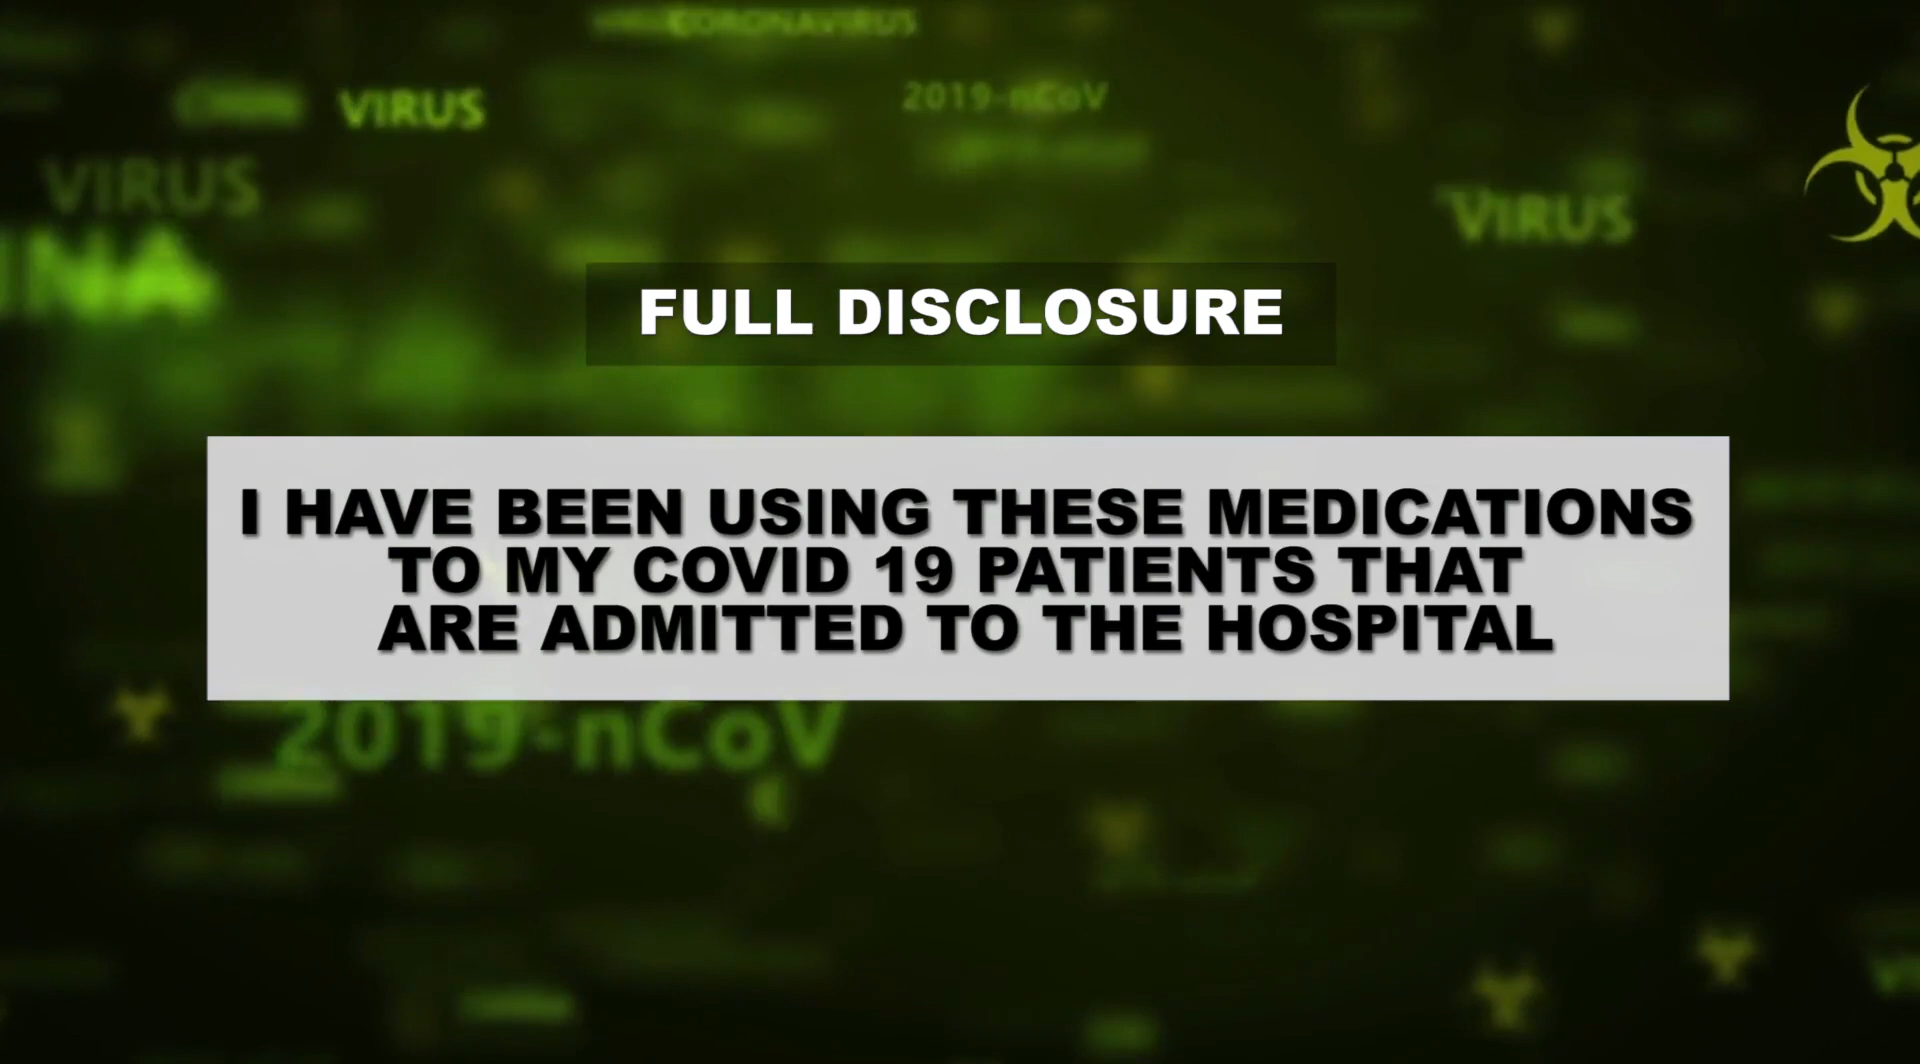 CORONAVIRUS
VIRUS
2019-nCoV
VIRUS
VIRUS
FULL DISCLOSURE
I HAVE BEEN USING THESE MEDICATIONS
TO MY COVID 19 PATIENTS THAT
ARE ADMITTED TO THE HOSPITAL
2019-nCoV